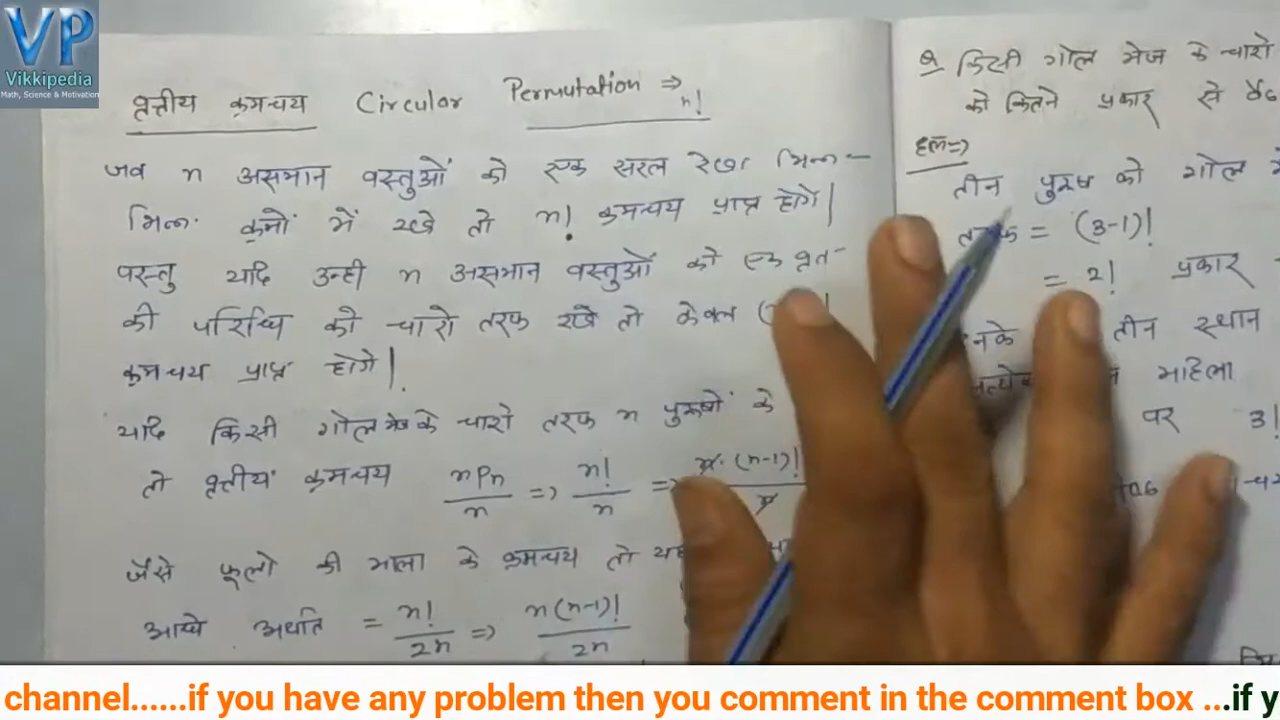 VP
Vikkipedia
Math, Science & Motivation
वृत्तीय क्रमचय Circular Permutation ⇒
n!
जब n असमान वस्तुओं को एक सरल रेखा भिन्न-
भिन्न क्रमों में रखे तो n! क्रमचय प्राप्त होगे|
परस्तु यदि उन्ही n असमान वस्तुओं को एक वृत-
की परिधि को चारो तरफ रखे तो केवल (
क्रमचय प्राप्त होगे|
यदि किसी गोल मेज के चारो तरफ n पुरूषों के
तो वृत्तीय क्रमचय nPn/n => n!/n => n·(n-1)!/n
जैसे फूलो की माला के क्रमचय तो
आधे अर्थात = n!/2n => n(n-1)!/2n
Q किसी गोल मेज के चारो
को कितने प्रकार से
हल=>
तीन पुरूष को गोल
तरफ = (3-1)!
= 2! प्रकार
तीन स्थान
महिला
पर 3!
channel......if you have any problem then you comment in the comment box ...if y